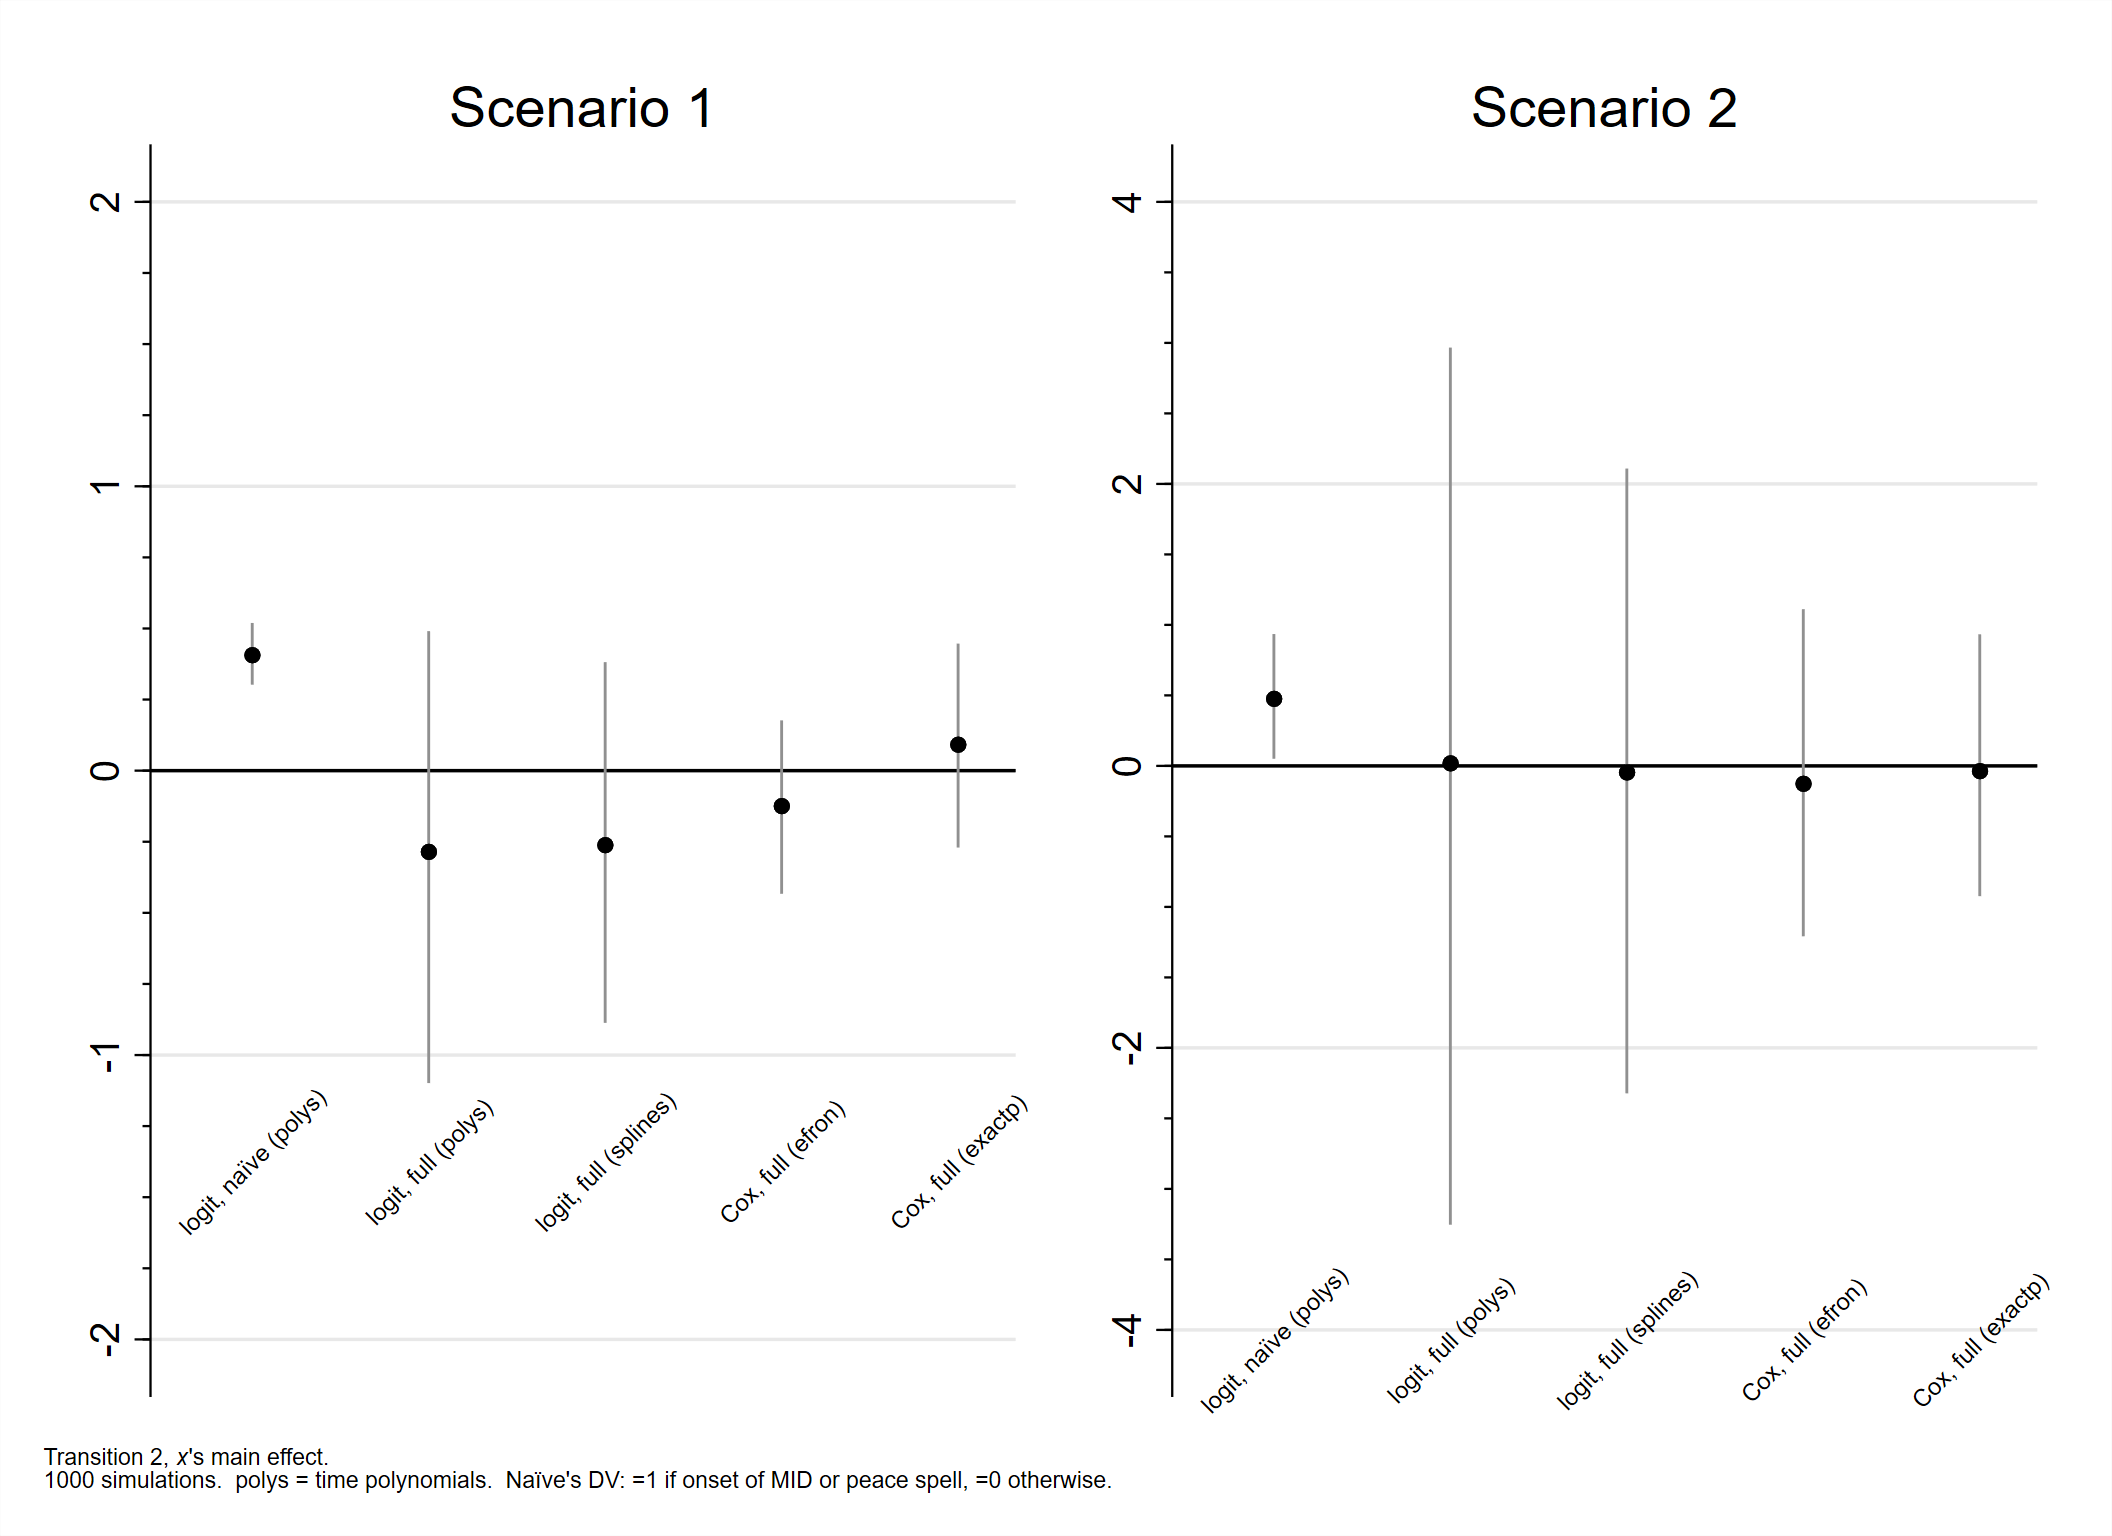 Scenario 1
2
1
0
-1
-2
logit, naïve (polys)
logit, full (polys)
logit, full (splines)
Cox, full (efron)
Cox, full (exactp)
Scenario 2
4
2
0
-2
-4
logit, naïve (polys)
logit, full (polys)
logit, full (splines)
Cox, full (efron)
Cox, full (exactp)
Transition 2, x's main effect.
1000 simulations.  polys = time polynomials.  Naïve's DV: =1 if onset of MID or peace spell, =0 otherwise.